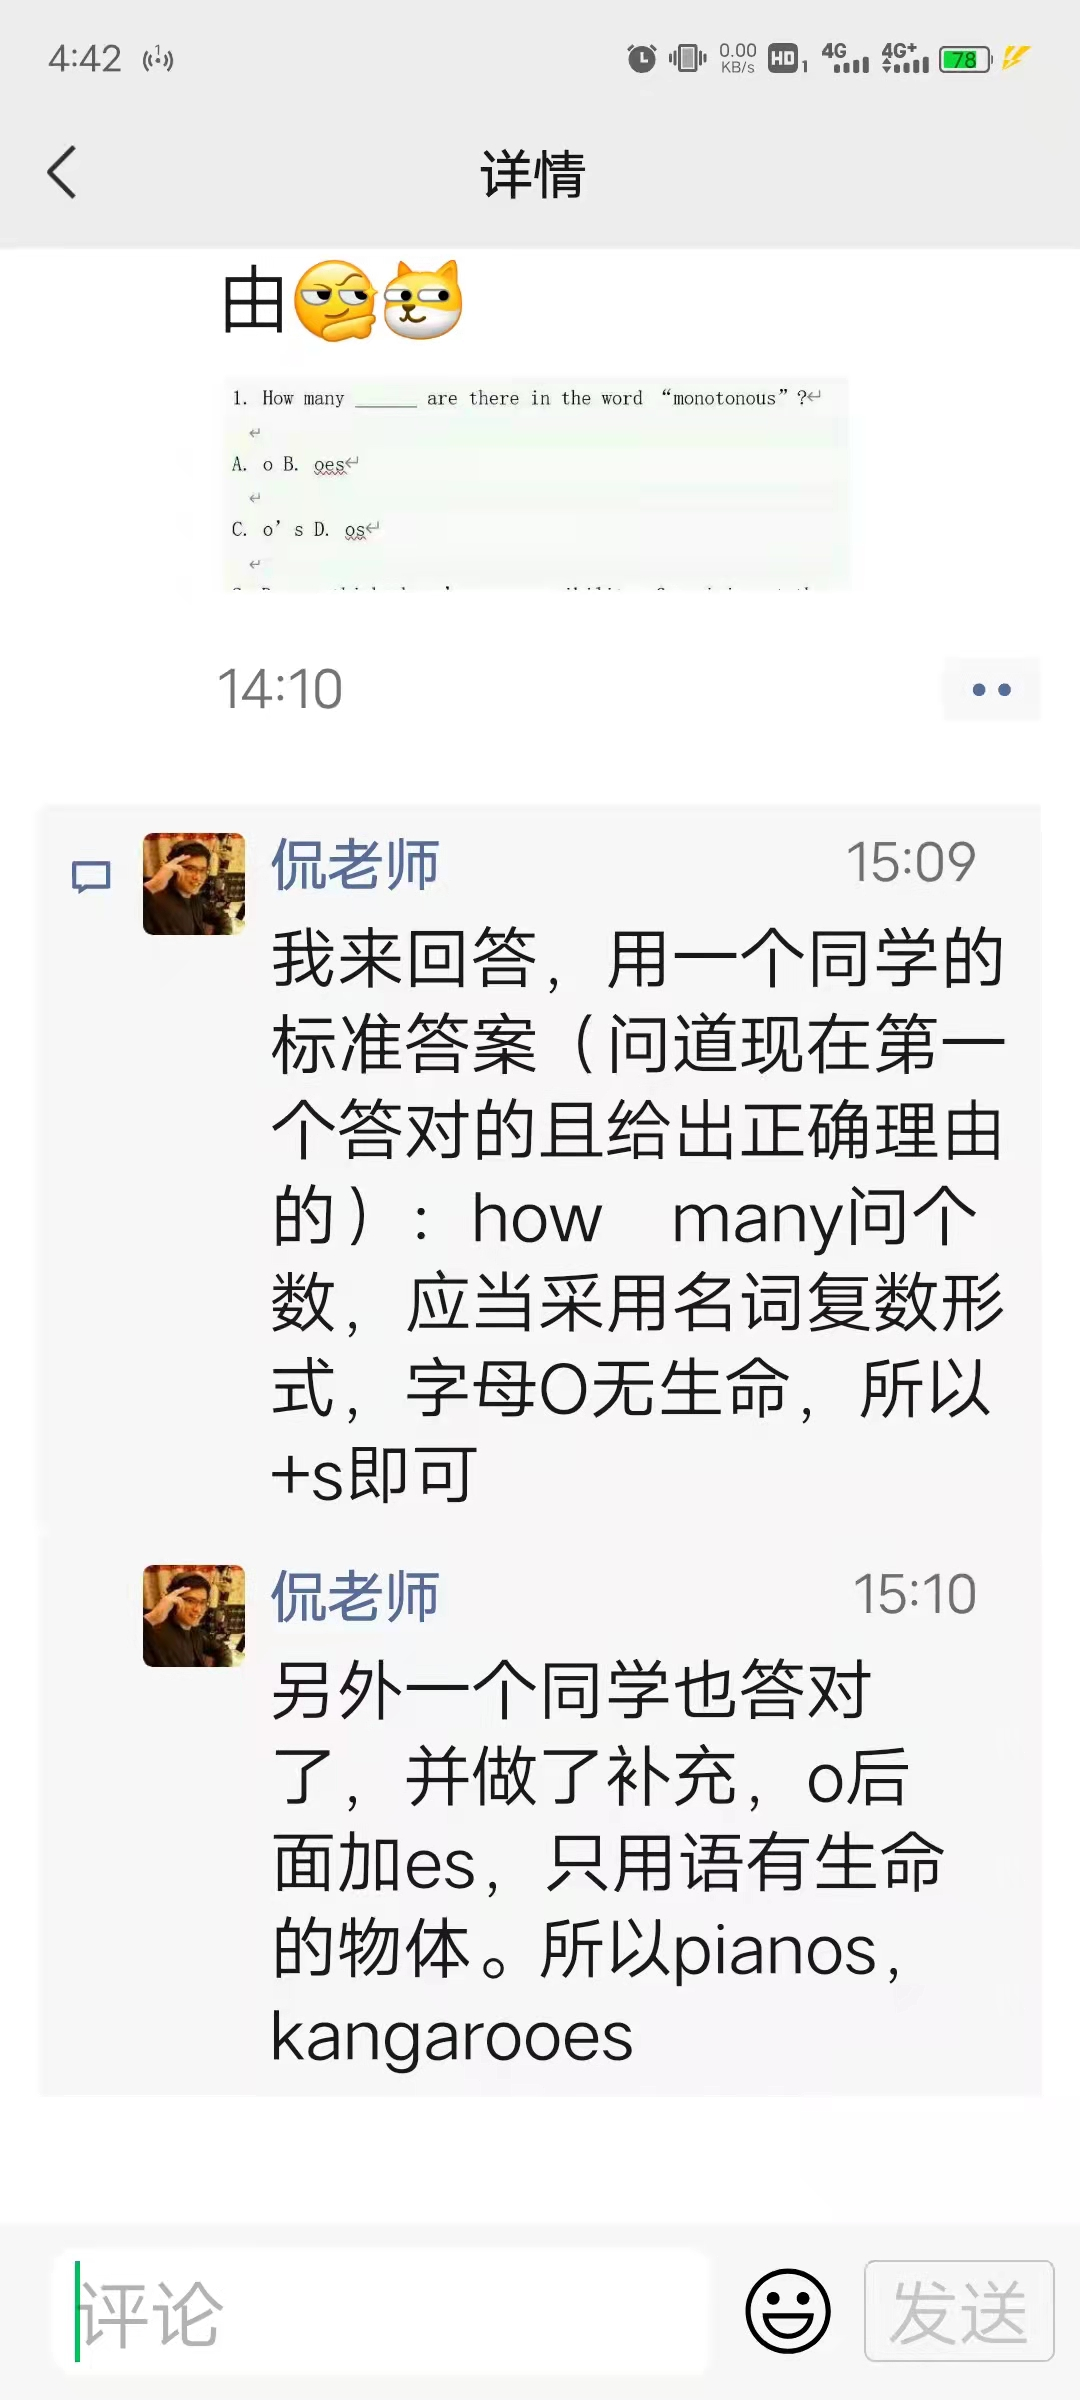 4:42
0.00
KB/s
HD 1
4G
4G+
78
详情
由
1. How many ______ are there in the word “monotonous”?↵
↵
A. o B. oes↵
↵
C. o’s D. os↵
↵
14:10
侃老师
15:09
我来回答，用一个同学的
标准答案（问道现在第一
个答对的且给出正确理由
的）：how many问个
数，应当采用名词复数形
式，字母O无生命，所以
+s即可
侃老师
15:10
另外一个同学也答对
了，并做了补充，o后
面加es，只用语有生命
的物体。所以pianos，
kangarooes
评论
发送